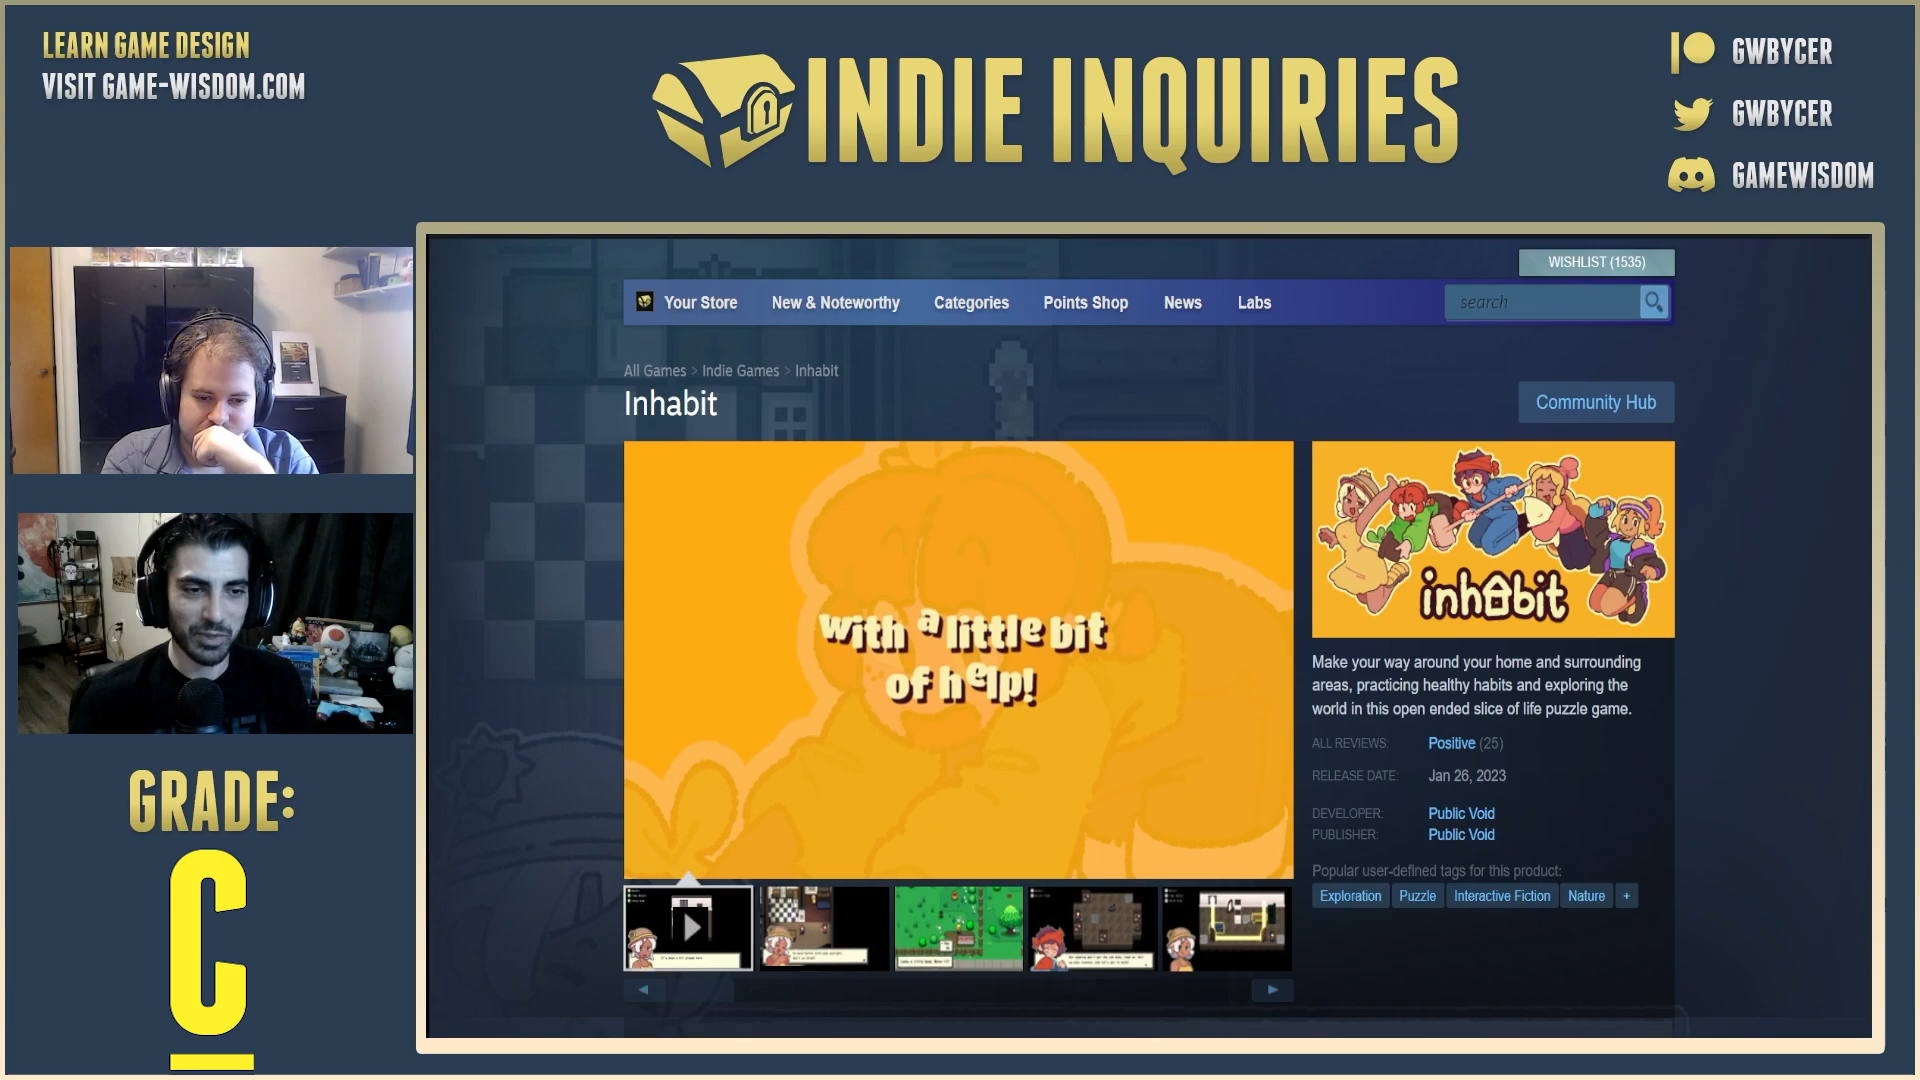 LEARN GAME DESIGN
VISIT GAME-WISDOM.COM
INDIE INQUIRIES
GWBYCER
GWBYCER
GAMEWISDOM
WISHLIST (1535)
Your Store New & Noteworthy Categories Points Shop News Labs search
All Games > Indie Games > Inhabit
Inhabit
Community Hub
with a little bit
of help!
inhabit
Make your way around your home and surrounding
areas, practicing healthy habits and exploring the
world in this open ended slice of life puzzle game.
ALL REVIEWS: Positive (25)
RELEASE DATE: Jan 26, 2023
DEVELOPER: Public Void
PUBLISHER: Public Void
Popular user-defined tags for this product:
Exploration Puzzle Interactive Fiction Nature +
GRADE:
C